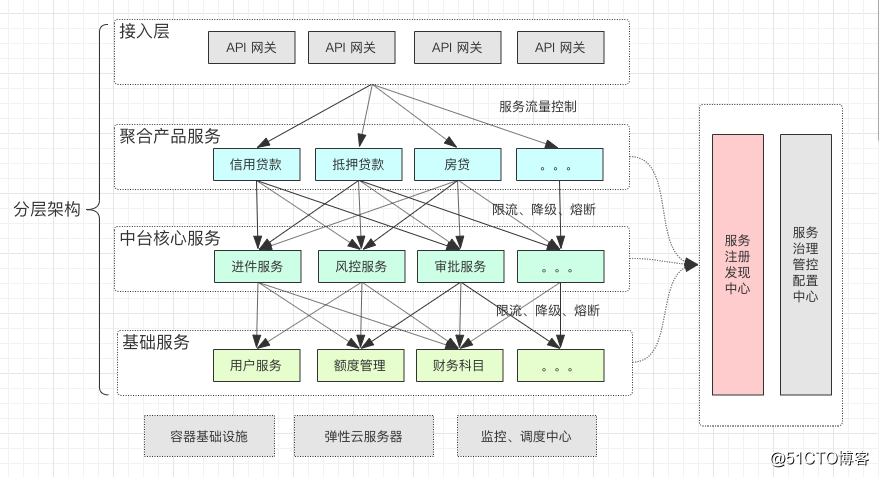 接入层
API 网关
API 网关
API 网关
API 网关
服务流量控制
聚合产品服务
信用贷款
抵押贷款
房贷
。。。
分层架构
限流、降级、熔断
中台核心服务
进件服务
风控服务
审批服务
。。。
限流、降级、熔断
基础服务
用户服务
额度管理
财务科目
。。。
服务
注册
发现
中心
服务
治理
管控
配置
中心
容器基础设施
弹性云服务器
监控、调度中心
@51CTO博客